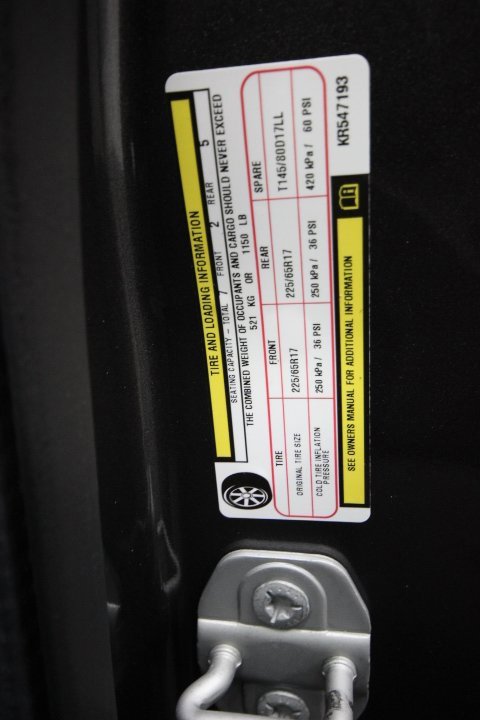 TIRE AND LOADING INFORMATION
SEATING CAPACITY - TOTAL 7 FRONT 2 REAR 5
THE COMBINED WEIGHT OF OCCUPANTS AND CARGO SHOULD NEVER EXCEED
521 KG OR 1150 LB
TIRE FRONT REAR SPARE
ORIGINAL TIRE SIZE 225/65R17 225/65R17 T145/80D17LL
COLD TIRE INFLATION PRESSURE 250 kPa / 36 PSI 250 kPa / 36 PSI 420 kPa / 60 PSI
SEE OWNERS MANUAL FOR ADDITIONAL INFORMATION
KR547193